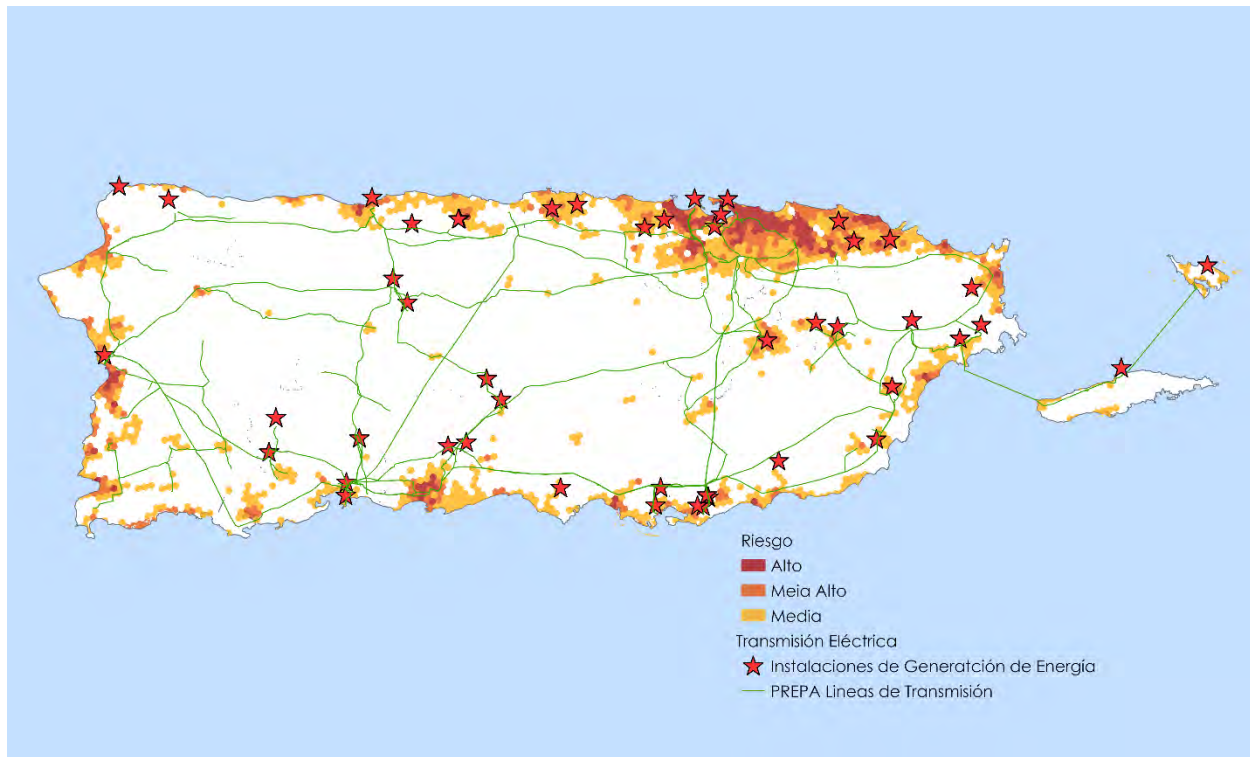 Riesgo
Alto
Meia Alto
Media
Transmisión Eléctrica
Instalaciones de Generatción de Energía
PREPA Lineas de Transmisión